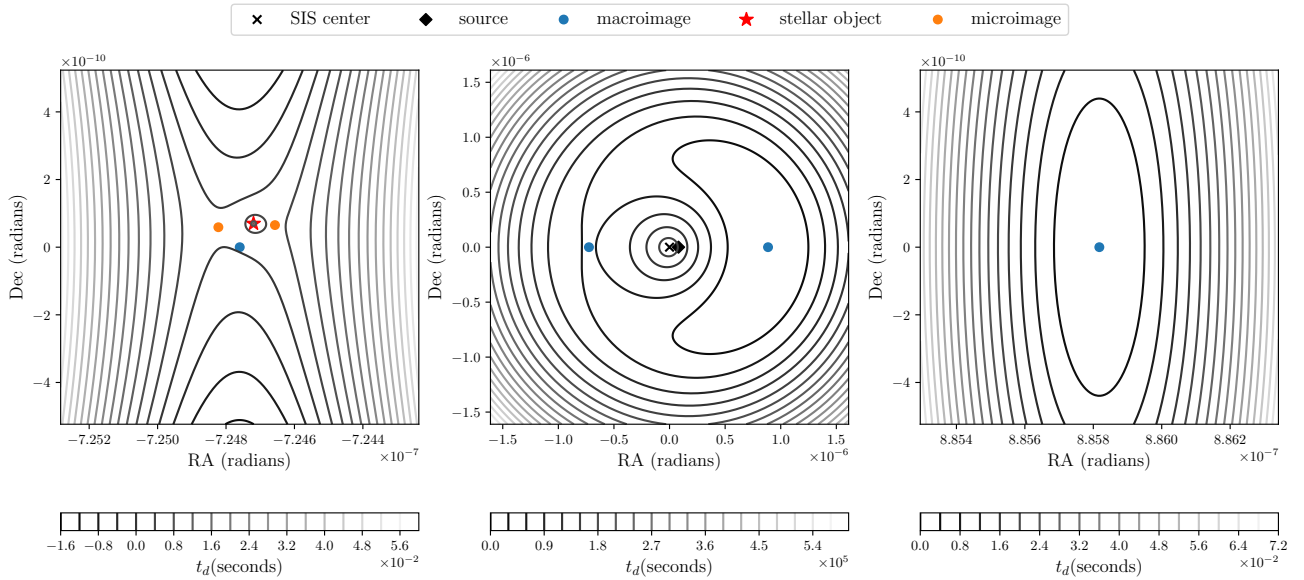 SIS center source macroimage stellar object microimage
×10⁻¹⁰
4
2
0
−2
−4
Dec (radians)
−7.252 −7.250 −7.248 −7.246 −7.244
×10⁻⁷
RA (radians)
−1.6 −0.8 0.0 0.8 1.6 2.4 3.2 4.0 4.8 5.6
×10⁻²
t_d(seconds)
×10⁻⁶
1.5
1.0
0.5
0.0
−0.5
−1.0
−1.5
Dec (radians)
−1.5 −1.0 −0.5 0.0 0.5 1.0 1.5
×10⁻⁶
RA (radians)
0.0 0.9 1.8 2.7 3.6 4.5 5.4
×10⁵
t_d(seconds)
×10⁻¹⁰
4
2
0
−2
−4
Dec (radians)
8.854 8.856 8.858 8.860 8.862
×10⁻⁷
RA (radians)
0.0 0.8 1.6 2.4 3.2 4.0 4.8 5.6 6.4 7.2
×10⁻²
t_d(seconds)